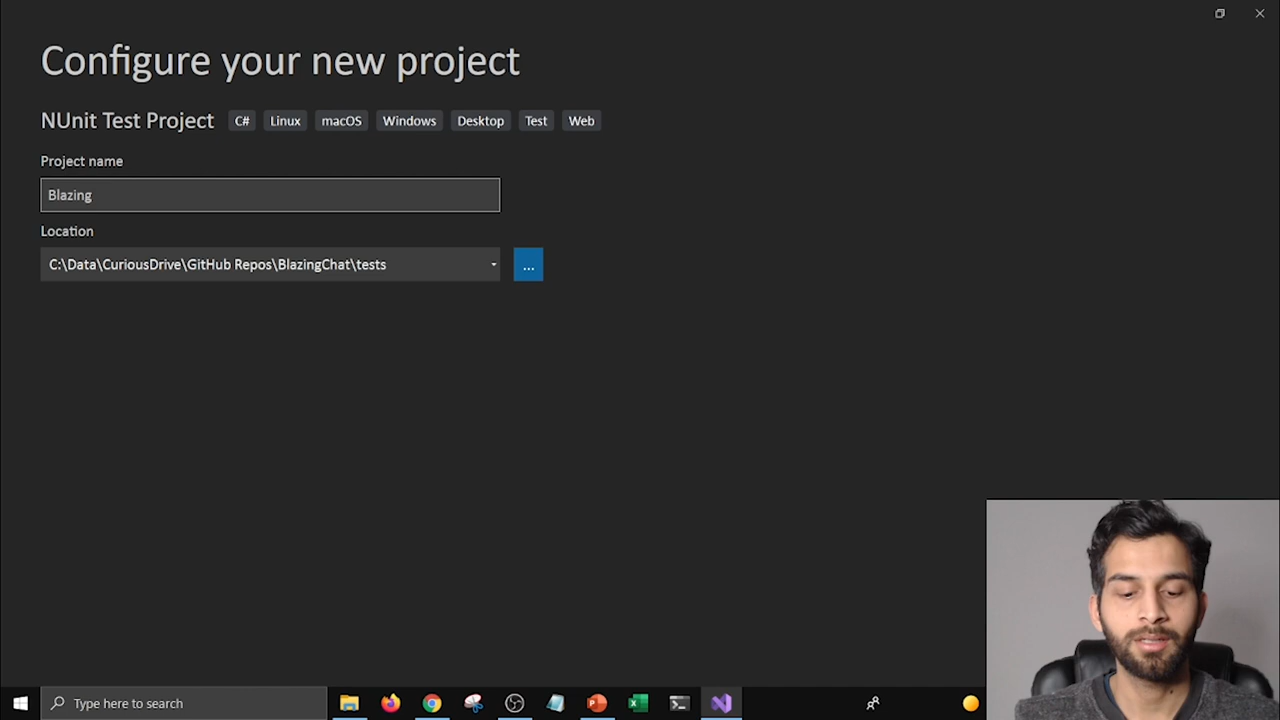 Configure your new project
NUnit Test Project C# Linux macOS Windows Desktop Test Web
Project name
Blazing
Location
C:\Data\CuriousDrive\GitHub Repos\BlazingChat\tests
...
Type here to search